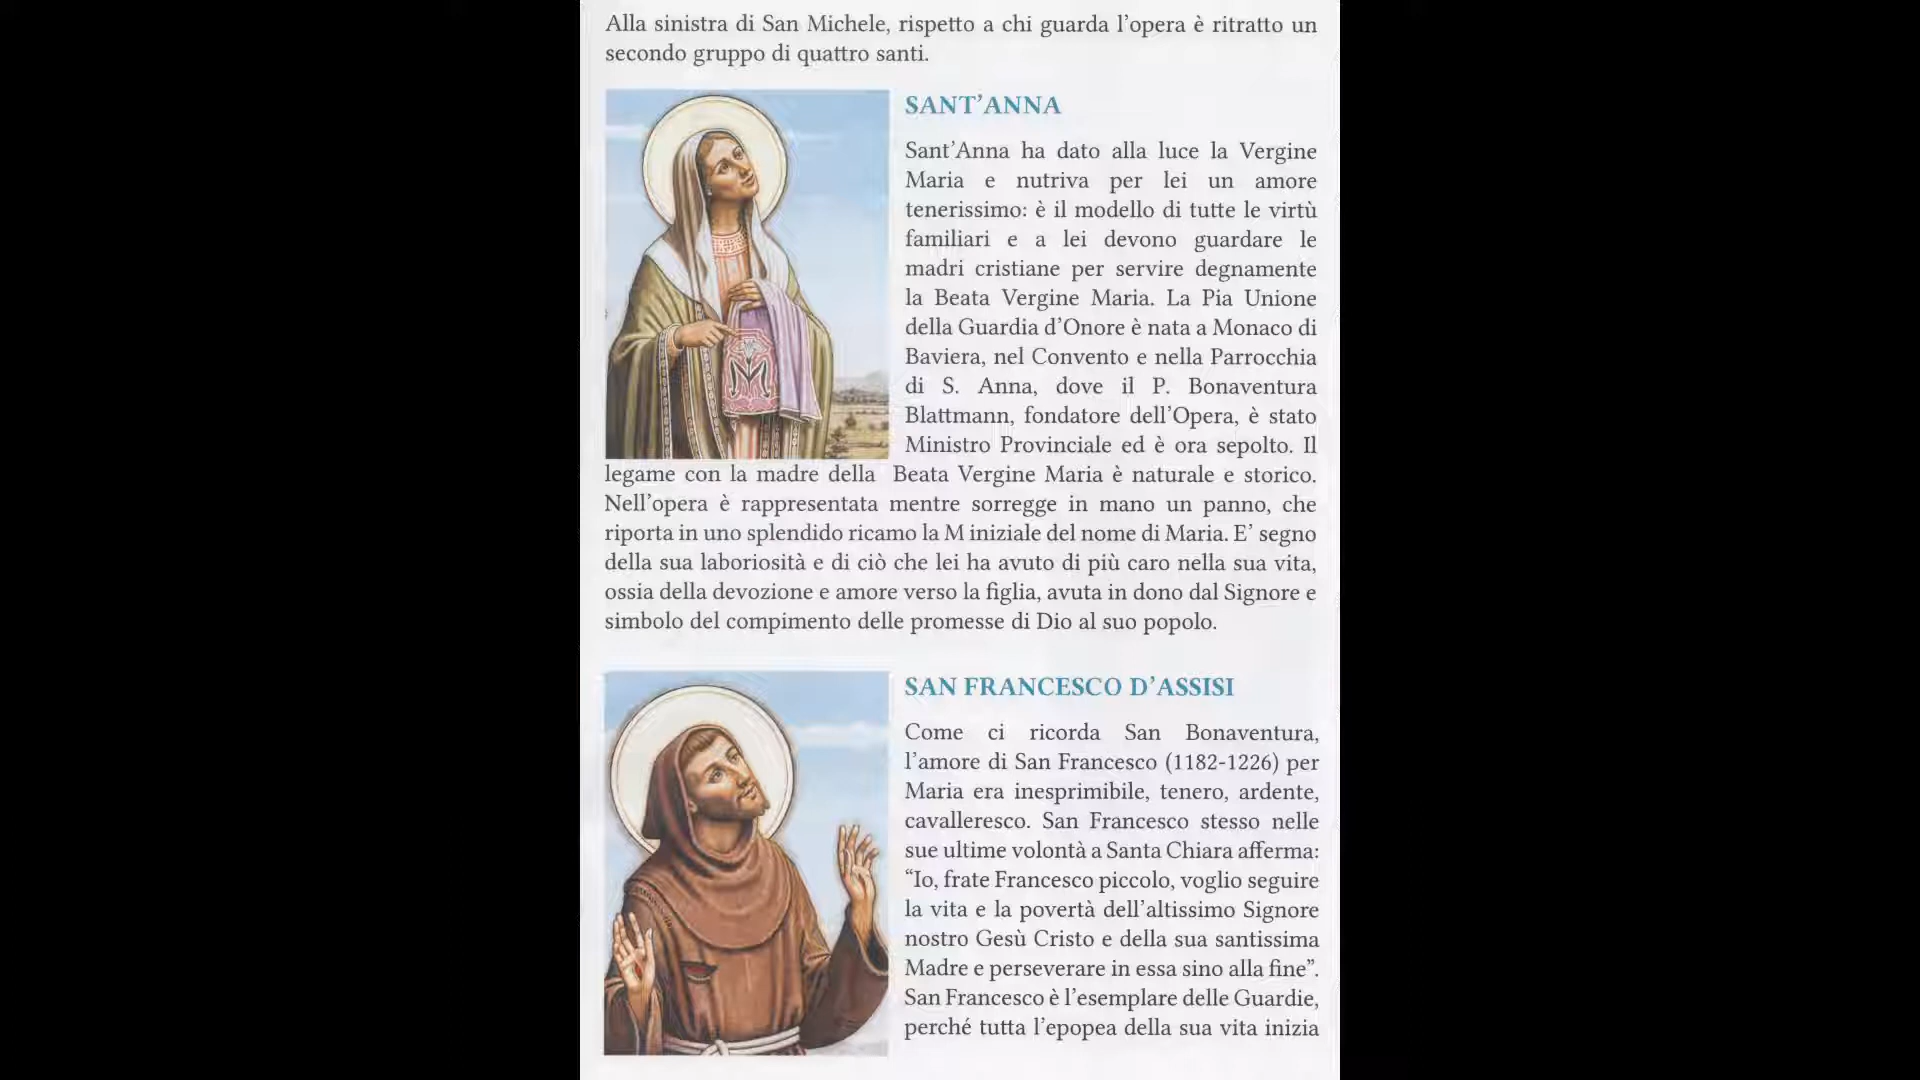 Alla sinistra di San Michele, rispetto a chi guarda l'opera è ritratto un
secondo gruppo di quattro santi.
SANT'ANNA
Sant'Anna ha dato alla luce la Vergine
Maria e nutriva per lei un amore
tenerissimo: è il modello di tutte le virtù
familiari e a lei devono guardare le
madri cristiane per servire degnamente
la Beata Vergine Maria. La Pia Unione
della Guardia d'Onore è nata a Monaco di
Baviera, nel Convento e nella Parrocchia
di S. Anna, dove il P. Bonaventura
Blattmann, fondatore dell'Opera, è stato
Ministro Provinciale ed è ora sepolto. Il
legame con la madre della Beata Vergine Maria è naturale e storico.
Nell'opera è rappresentata mentre sorregge in mano un panno, che
riporta in uno splendido ricamo la M iniziale del nome di Maria. E' segno
della sua laboriosità e di ciò che lei ha avuto di più caro nella sua vita,
ossia della devozione e amore verso la figlia, avuta in dono dal Signore e
simbolo del compimento delle promesse di Dio al suo popolo.
SAN FRANCESCO D'ASSISI
Come ci ricorda San Bonaventura,
l'amore di San Francesco (1182-1226) per
Maria era inesprimibile, tenero, ardente,
cavalleresco. San Francesco stesso nelle
sue ultime volontà a Santa Chiara afferma:
“Io, frate Francesco piccolo, voglio seguire
la vita e la povertà dell'altissimo Signore
nostro Gesù Cristo e della sua santissima
Madre e perseverare in essa sino alla fine”.
San Francesco è l'esemplare delle Guardie,
perché tutta l'epopea della sua vita inizia